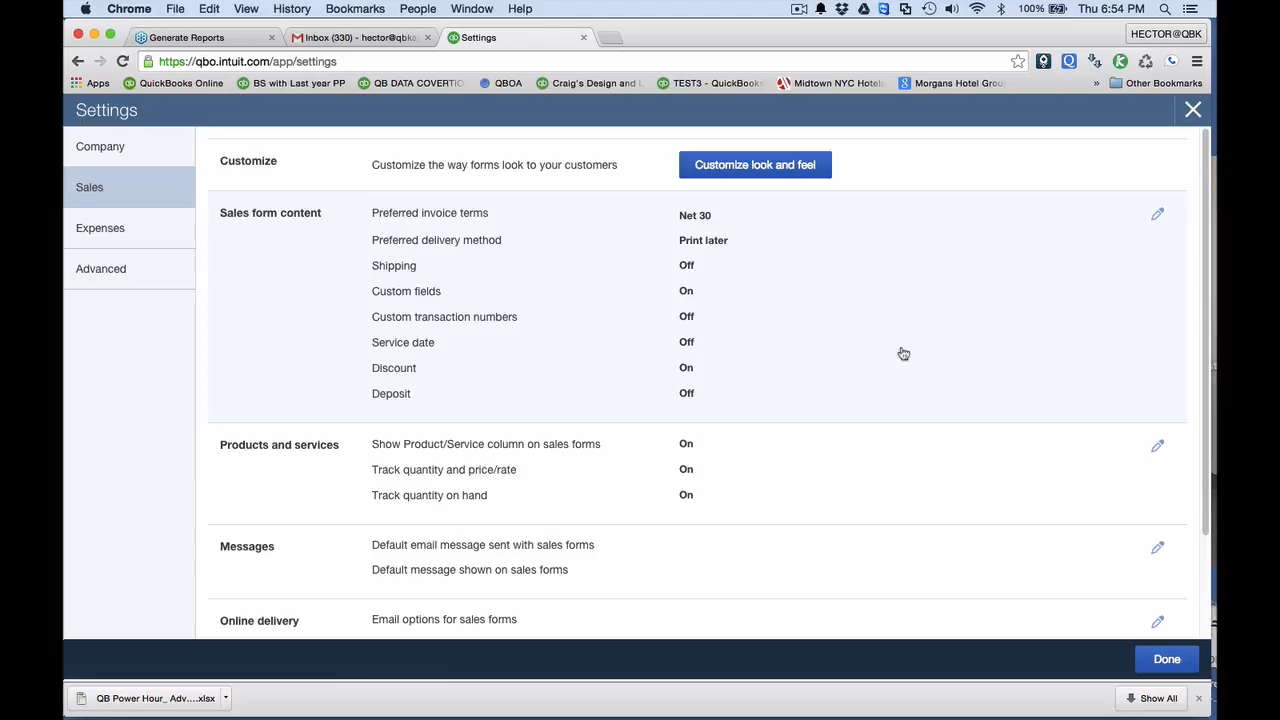 Chrome File Edit View History Bookmarks People Window Help 100% Thu 6:54 PM
Generate Reports × Inbox (330) - hector@qbka × Settings × HECTOR@QBK
https://qbo.intuit.com/app/settings
Apps QuickBooks Online BS with Last year PP QB DATA COVERTIC QBOA Craig's Design and L TEST3 - QuickBooks Midtown NYC Hotels Morgans Hotel Grou » Other Bookmarks
Settings
Company
Sales
Expenses
Advanced
Customize Customize the way forms look to your customers Customize look and feel
Sales form content Preferred invoice terms Net 30
Preferred delivery method Print later
Shipping Off
Custom fields On
Custom transaction numbers Off
Service date Off
Discount On
Deposit Off
Products and services Show Product/Service column on sales forms On
Track quantity and price/rate On
Track quantity on hand On
Messages Default email message sent with sales forms
Default message shown on sales forms
Online delivery Email options for sales forms
Done
QB Power Hour_ Adv....xlsx Show All ×